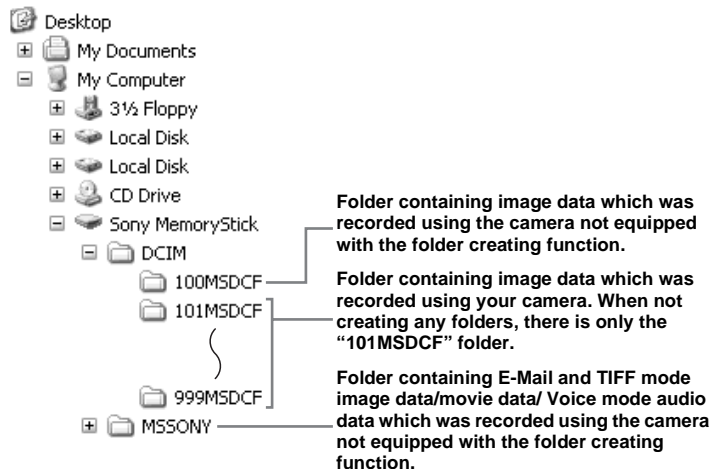 Desktop
My Documents
My Computer
3½ Floppy
Local Disk
Local Disk
CD Drive
Sony MemoryStick
DCIM
100MSDCF
101MSDCF
999MSDCF
MSSONY
Folder containing image data which was
recorded using the camera not equipped
with the folder creating function.
Folder containing image data which was
recorded using your camera. When not
creating any folders, there is only the
“101MSDCF” folder.
Folder containing E-Mail and TIFF mode
image data/movie data/ Voice mode audio
data which was recorded using the camera
not equipped with the folder creating
function.